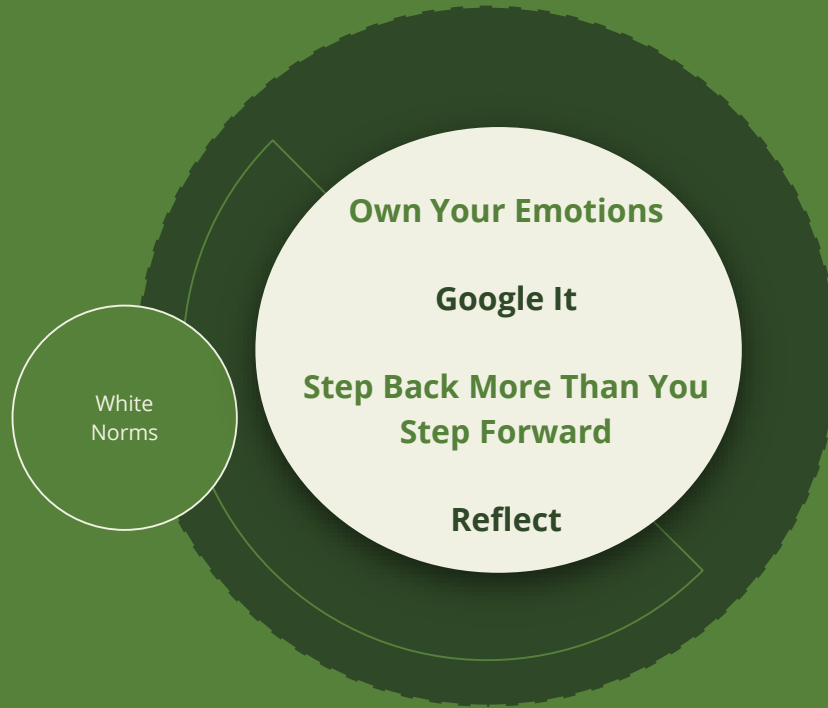 Own Your Emotions
Google It
Step Back More Than You
Step Forward
Reflect
White
Norms